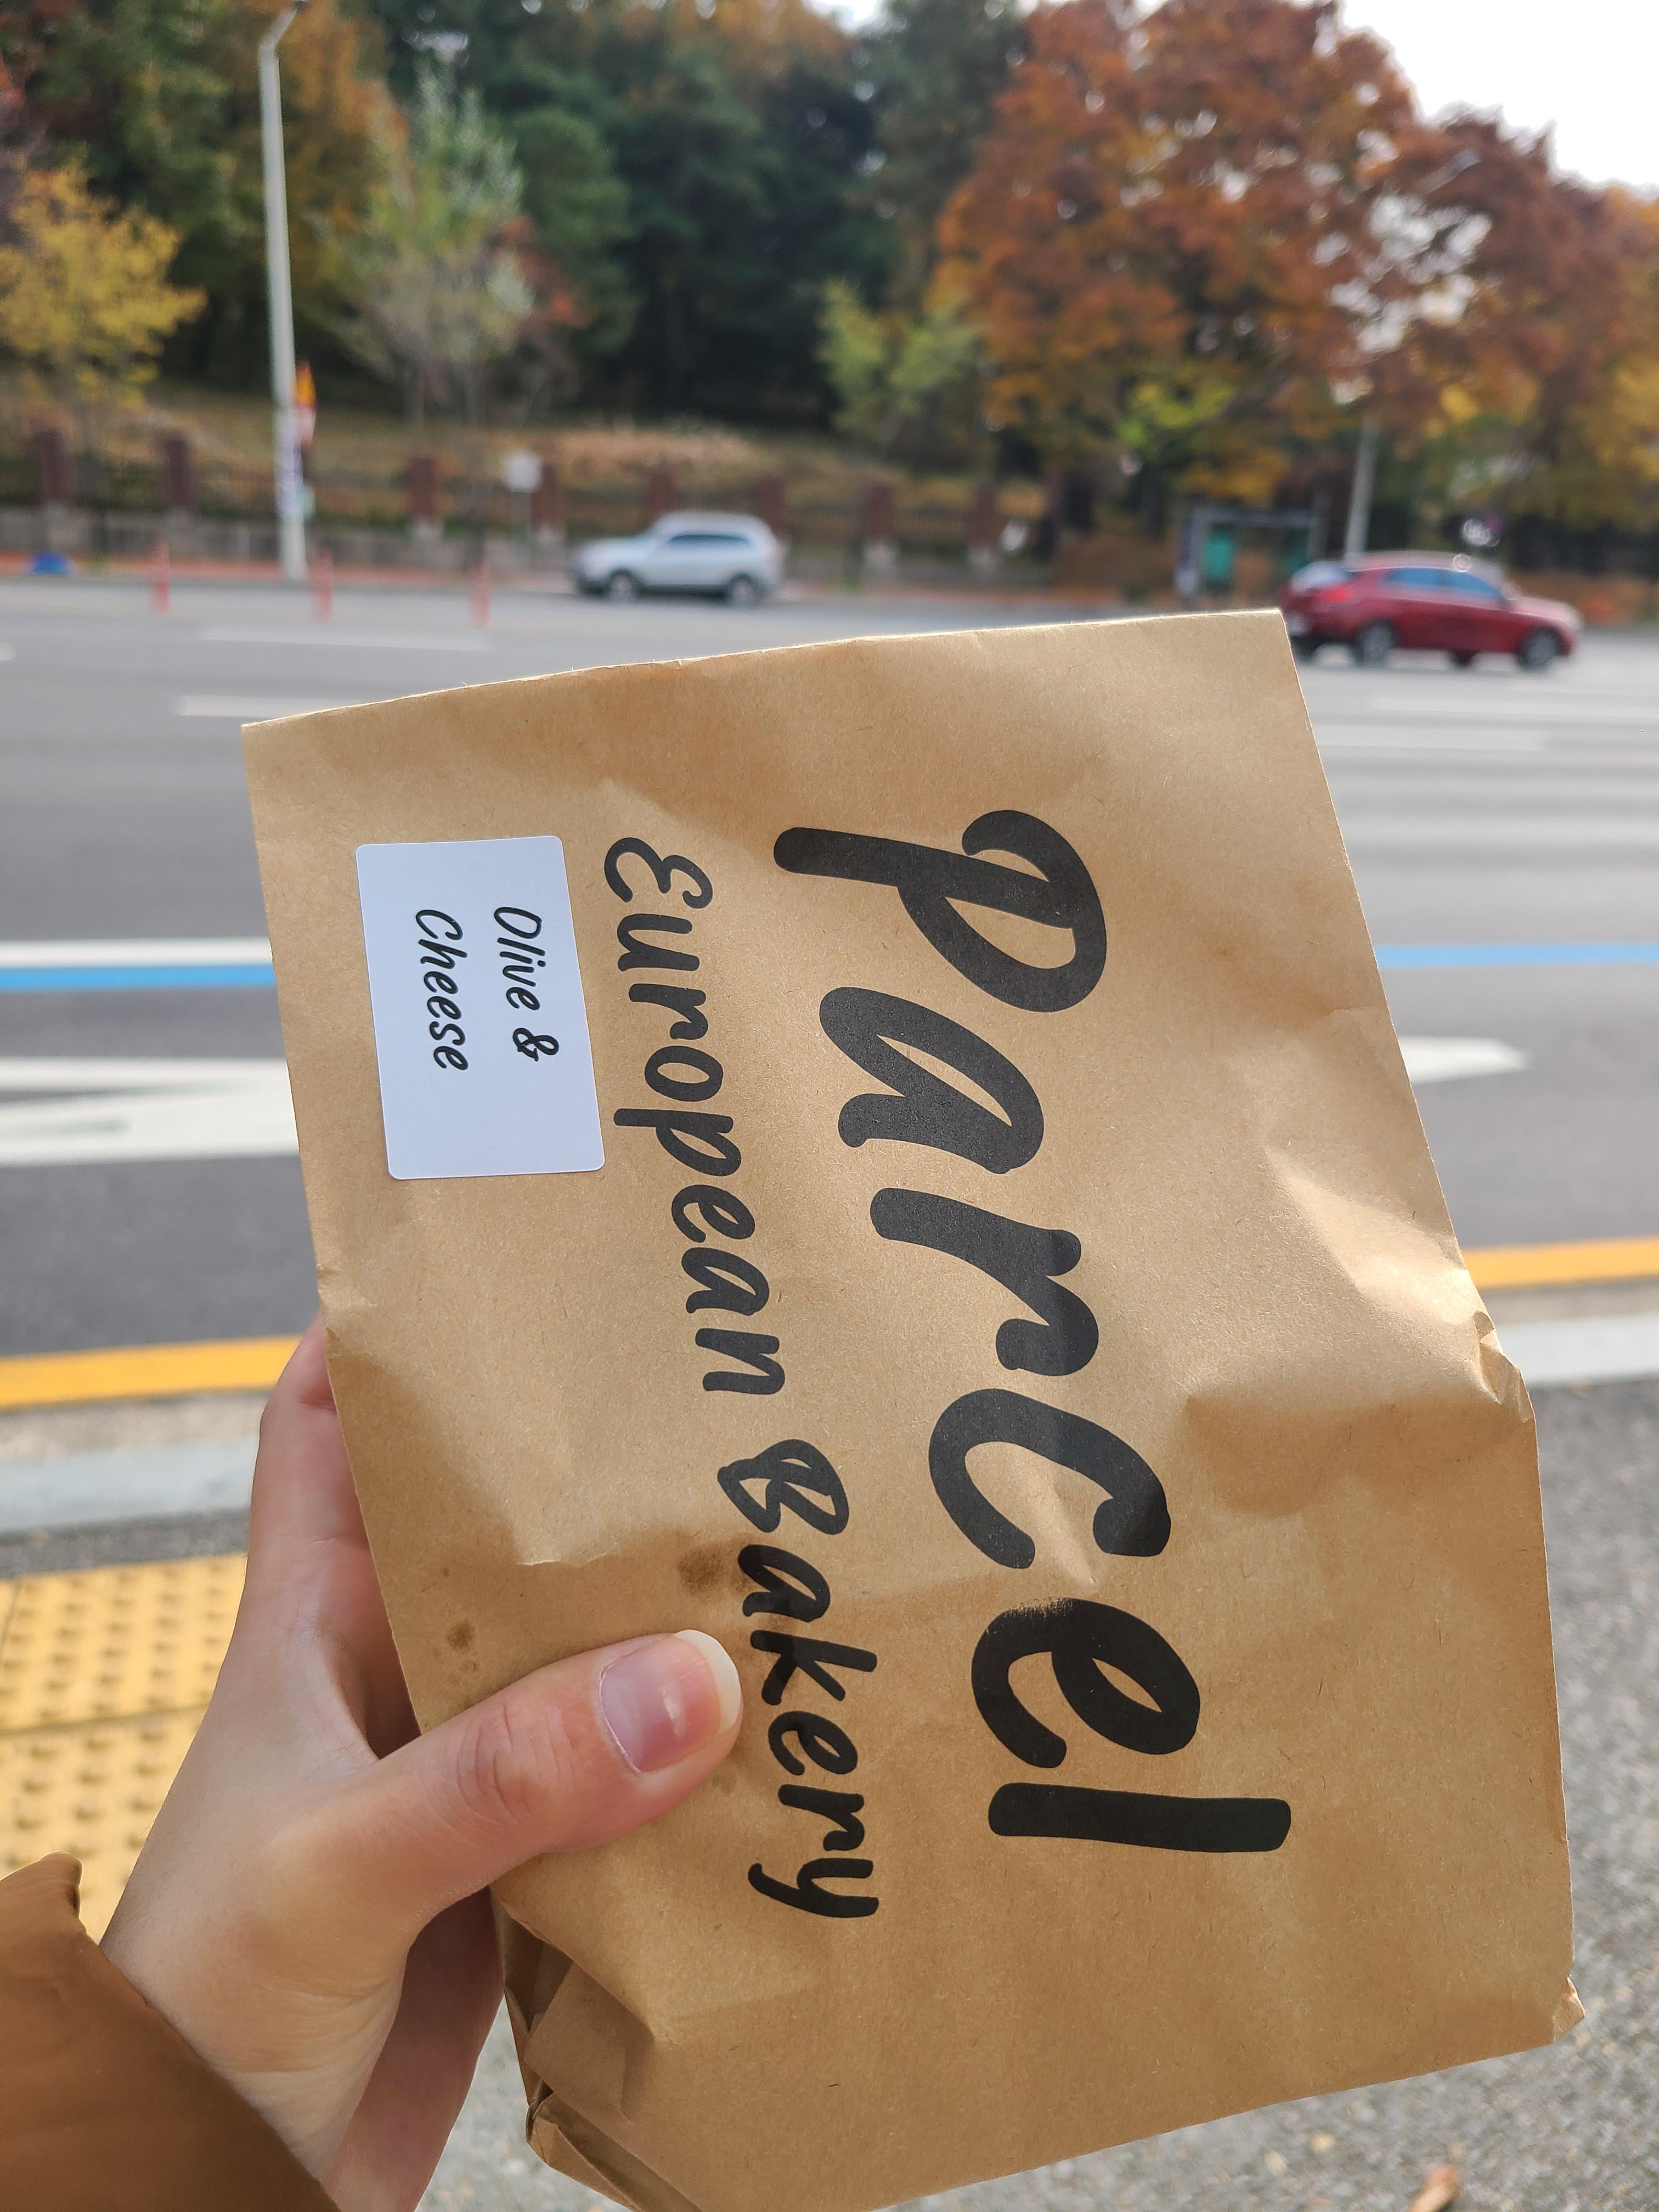 Parcel
European Bakery
Olive &
Cheese